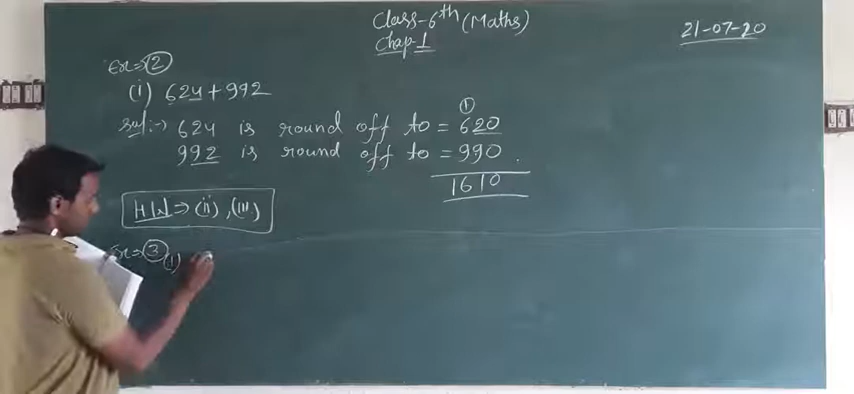 Class-6th (Maths)
Chap-1
21-07-20
Ex⇒ 2
(i) 624 + 992
Sol:-) 624 is round off to = 620
1
992 is round off to = 990
1610
H/W ⇒ (ii), (iii)
Ex⇒ 3 (i)